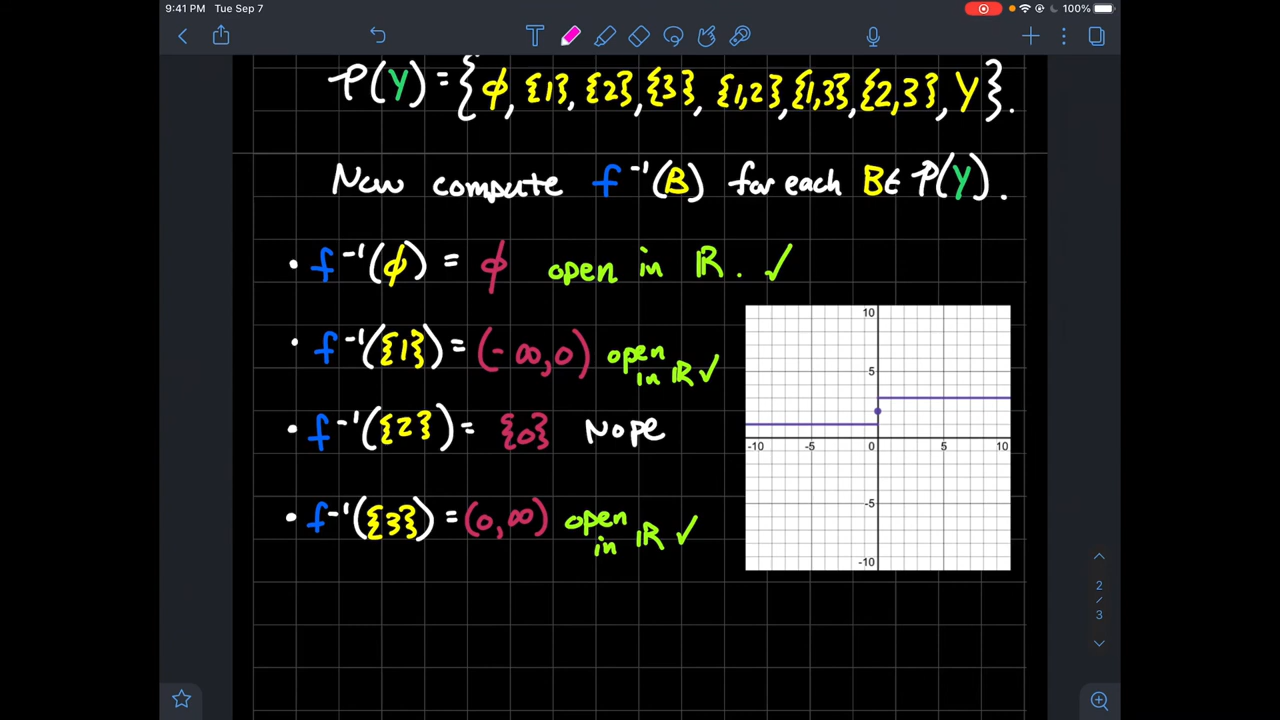 9:41 PM Tue Sep 7
100%
T
𝒫(Y) = {ϕ, {1}, {2}, {3}, {1,2}, {1,3}, {2,3}, Y}.
Now compute f⁻¹(B) for each B ∈ 𝒫(Y).
• f⁻¹(ϕ) = ϕ open in ℝ. ✓
• f⁻¹({1}) = (-∞,0) open
in ℝ ✓
• f⁻¹({2}) = {0} Nope
• f⁻¹({3}) = (0,∞) open
in ℝ ✓
10
5
-10 -5 0 5 10
-5
-10
2
/
3